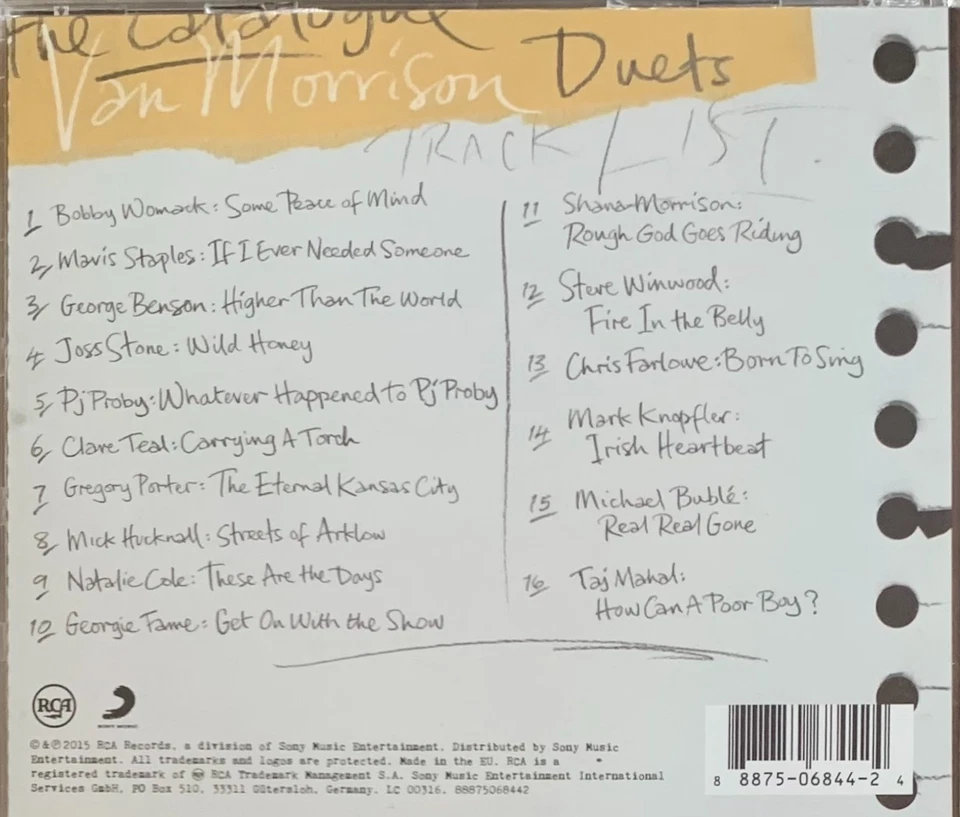 the Catalogue
Van Morrison Duets
TRACK LIST.
1 Bobby Womack: Some Peace of Mind
2 Mavis Staples: If I Ever Needed Someone
3 George Benson: Higher Than The World
4 Joss Stone: Wild Honey
5 PJ Proby: Whatever Happened to PJ Proby
6 Clare Teal: Carrying A Torch
7 Gregory Porter: The Eternal Kansas City
8 Mick Hucknall: Streets of Arklow
9 Natalie Cole: These Are the Days
10 Georgie Fame: Get On With the Show
11 Shana Morrison:
Rough God Goes Riding
12 Steve Winwood:
Fire In the Belly
13 Chris Farlowe: Born To Sing
14 Mark Knopfler:
Irish Heartbeat
15 Michael Bublé:
Real Real Gone
16 Taj Mahal:
How Can A Poor Boy?
RCA
SONY MUSIC
©&℗2015 RCA Records, a division of Sony Music Entertainment. Distributed by Sony Music
Entertainment. All trademarks and logos are protected. Made in the EU. RCA is a
registered trademark of RCA Trademark Management S.A. Sony Music Entertainment International
Services GmbH, PO Box 510, 33311 Gütersloh, Germany. LC 00316. 88875068442
8 8875-06844-2 4